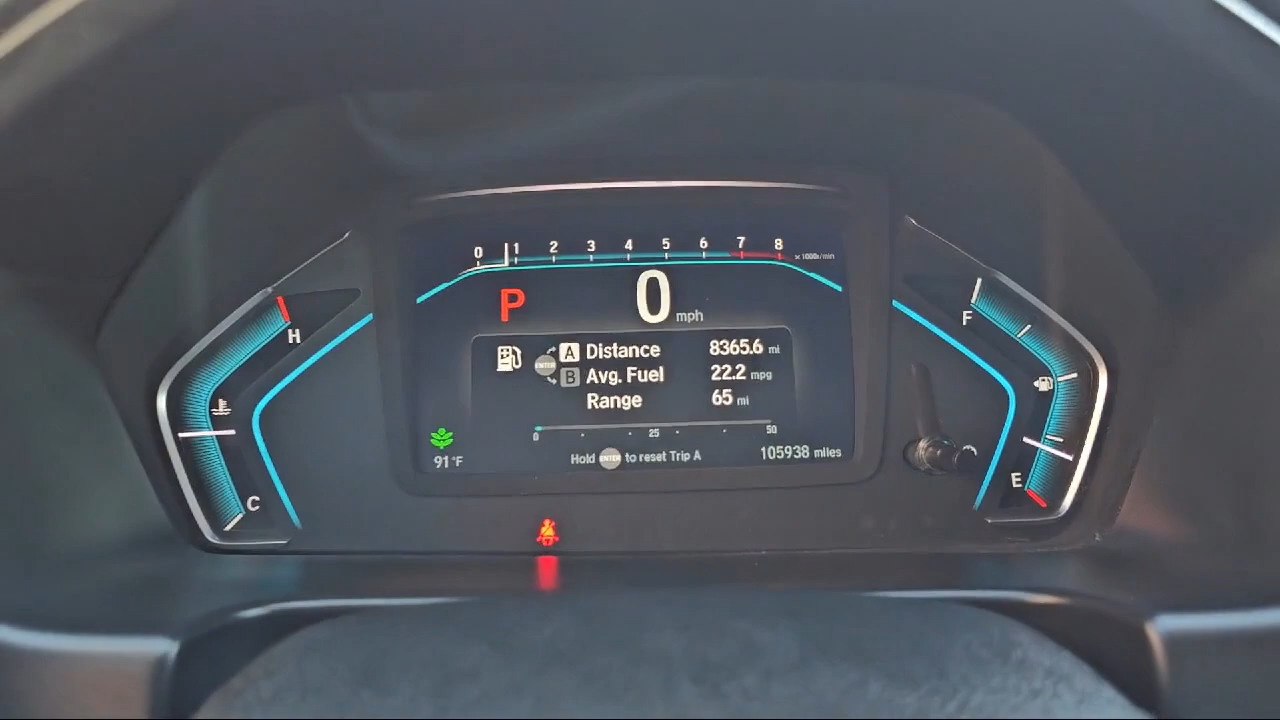 0 1 2 3 4 5 6 7 8 x1000r/min
P 0 mph
A Distance 8365.6 mi
B Avg. Fuel 22.2 mpg
ENTER
Range 65 mi
0 25 50
Hold ENTER to reset Trip A
105938 miles
91°F
H
C
F
E